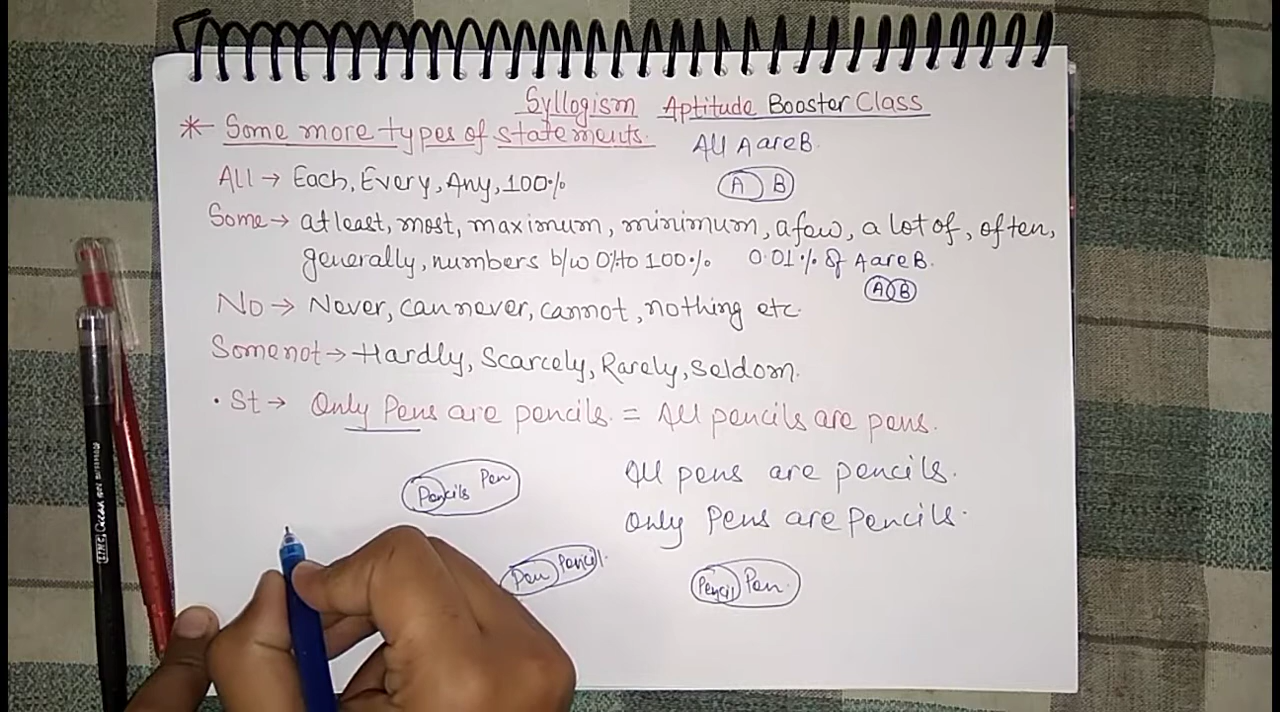 Syllogism Aptitude Booster Class
* Some more types of statements.
All A are B.
All → Each, Every, Any, 100%
A B
Some → at least, most, maximum, minimum, a few, a lot of, often,
generally, numbers b/w 0% to 100%.
0.01% of A are B.
A B
No → Never, can never, cannot, nothing etc.
Some not → Hardly, Scarcely, Rarely, Seldom.
• St → Only Pens are pencils. = All pencils are pens.
Pencils Pen
All pens are pencils.
Only Pens are Pencils.
Pen Pencil
Pencil Pen.